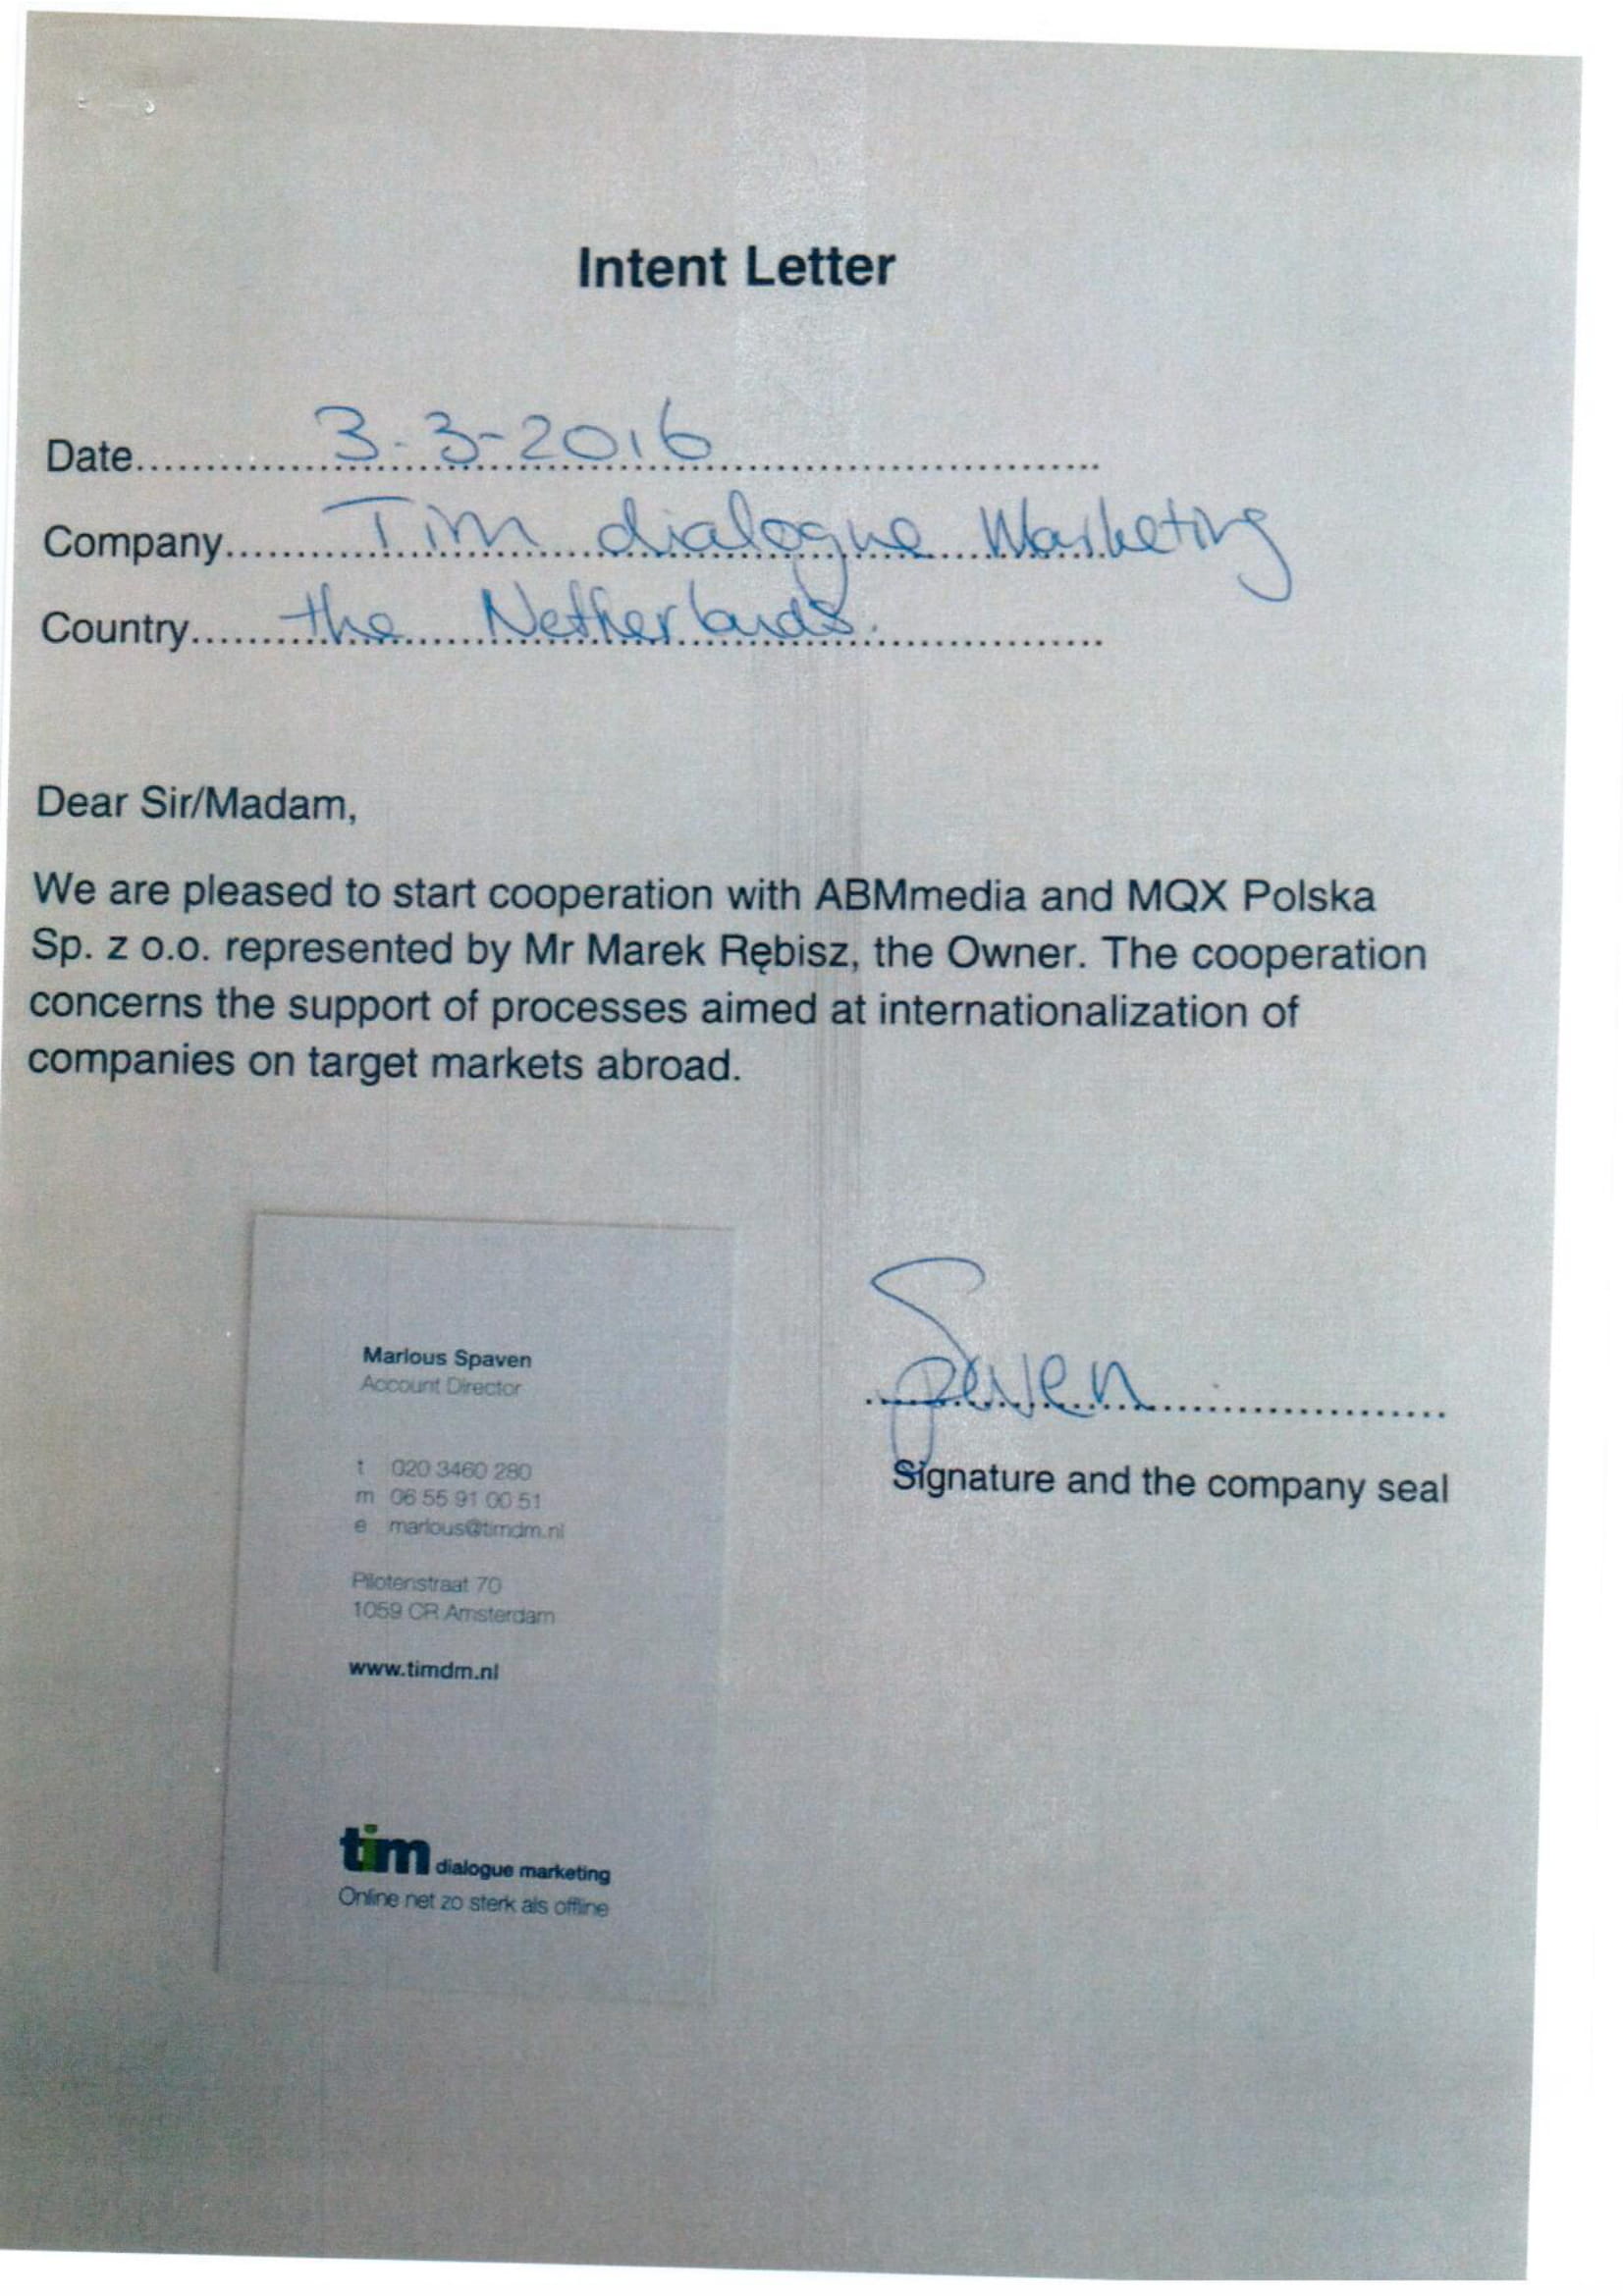 Intent Letter
Date.......3-3-2016.......
Company.......Tim dialogue Marketing
Country.......the Netherlands.......
Dear Sir/Madam,
We are pleased to start cooperation with ABMmedia and MQX Polska
Sp. z o.o. represented by Mr Marek Rębisz, the Owner. The cooperation
concerns the support of processes aimed at internationalization of
companies on target markets abroad.
Marlous Spaven
Account Director
t 020 3460 280
m 06 55 91 00 51
e marlous@timdm.nl
Pilotenstraat 70
1059 CR Amsterdam
www.timdm.nl
tim dialogue marketing
Online net zo sterk als offline
Spaven
Signature and the company seal